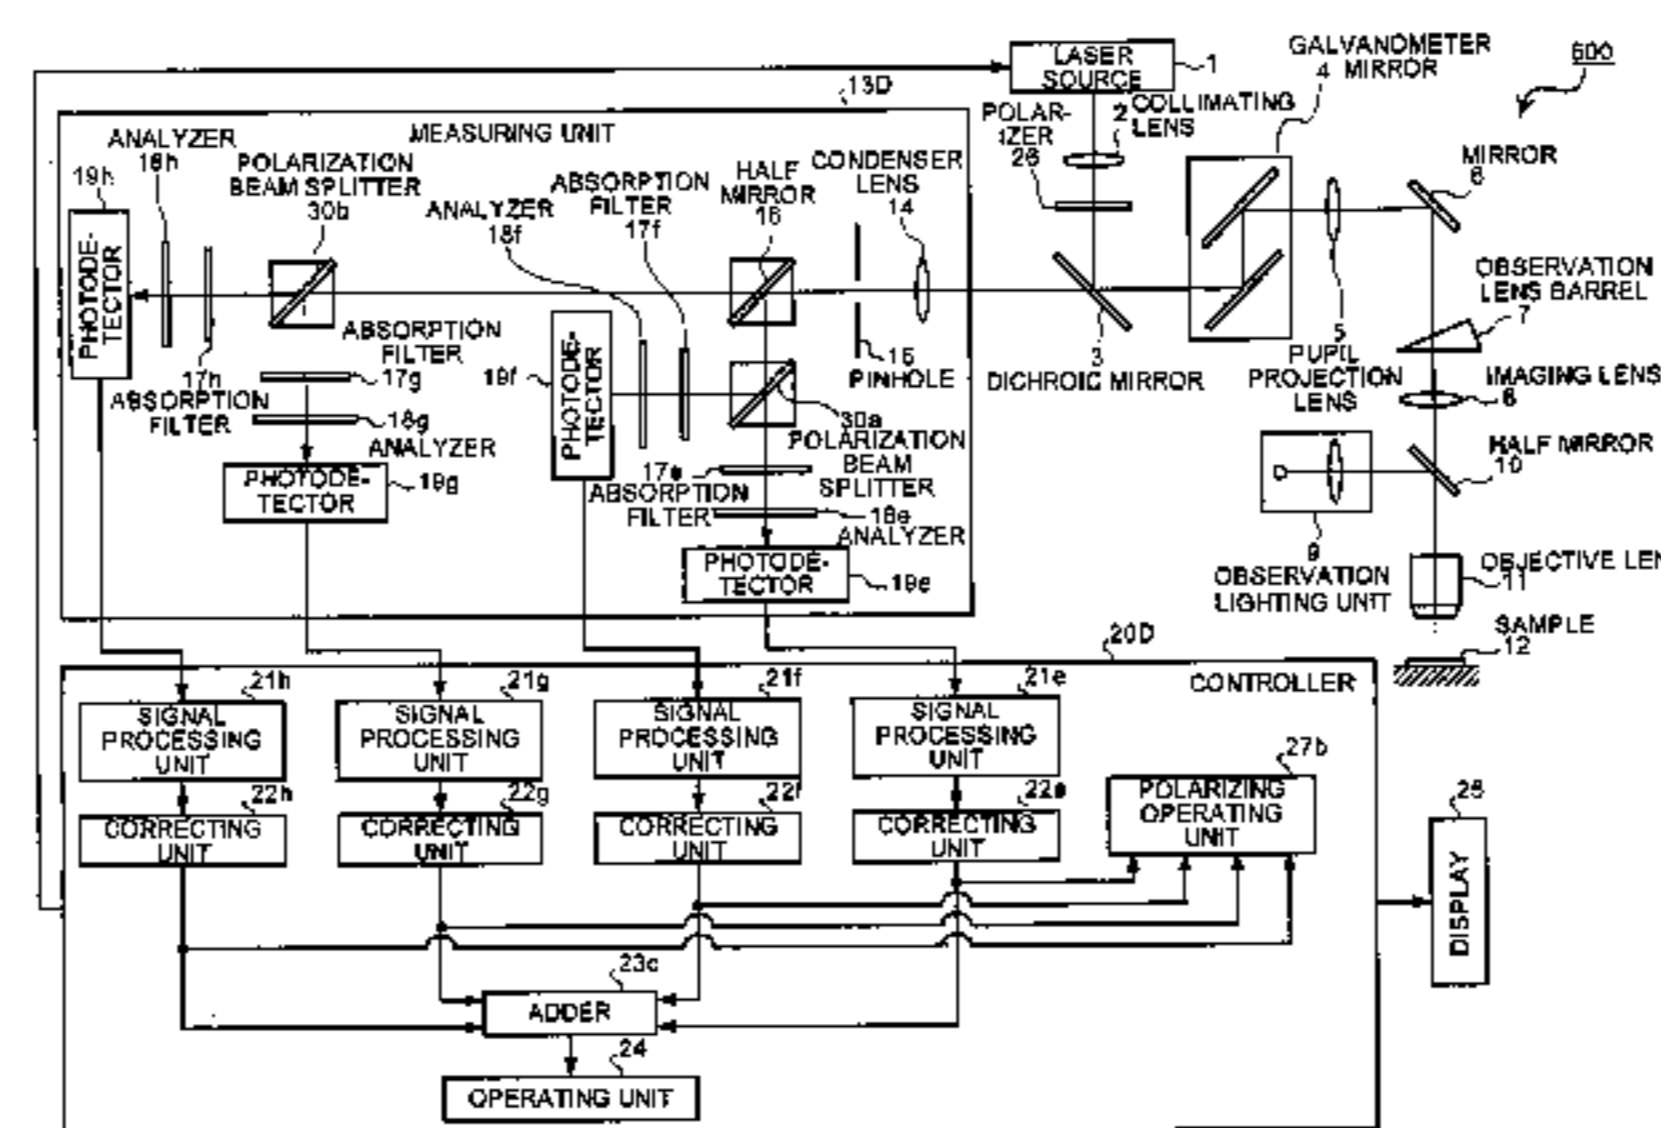 600
LASER
SOURCE
1
GALVANOMETER
4 MIRROR
13D
MEASURING UNIT
POLAR-
IZER
26
2
COLLIMATING
LENS
MIRROR
6
ANALYZER
18h
19h
PHOTODE-
TECTOR
POLARIZATION
BEAM SPLITTER
30b
ANALYZER
18f
ABSORPTION
FILTER
17f
HALF
MIRROR
16
CONDENSER
LENS
14
OBSERVATION
LENS BARREL
7
17h
ABSORPTION
FILTER
ABSORPTION
FILTER
17g
18g
ANALYZER
PHOTODE-
TECTOR
19g
19f
PHOTODE-
TECTOR
15
PINHOLE
3
DICHROIC MIRROR
5
PUPIL
PROJECTION
LENS
IMAGING LENS
8
30a
POLARIZATION
BEAM
SPLITTER
17e
ABSORPTION
FILTER
18e
ANALYZER
PHOTODE-
TECTOR
19e
HALF MIRROR
10
9
OBSERVATION
LIGHTING UNIT
OBJECTIVE LEN
11
SAMPLE
12
20D
CONTROLLER
21h
SIGNAL
PROCESSING
UNIT
21g
SIGNAL
PROCESSING
UNIT
21f
SIGNAL
PROCESSING
UNIT
21e
SIGNAL
PROCESSING
UNIT
27b
POLARIZING
OPERATING
UNIT
22h
CORRECTING
UNIT
22g
CORRECTING
UNIT
22f
CORRECTING
UNIT
22e
CORRECTING
UNIT
25
DISPLAY
23c
ADDER
24
OPERATING UNIT